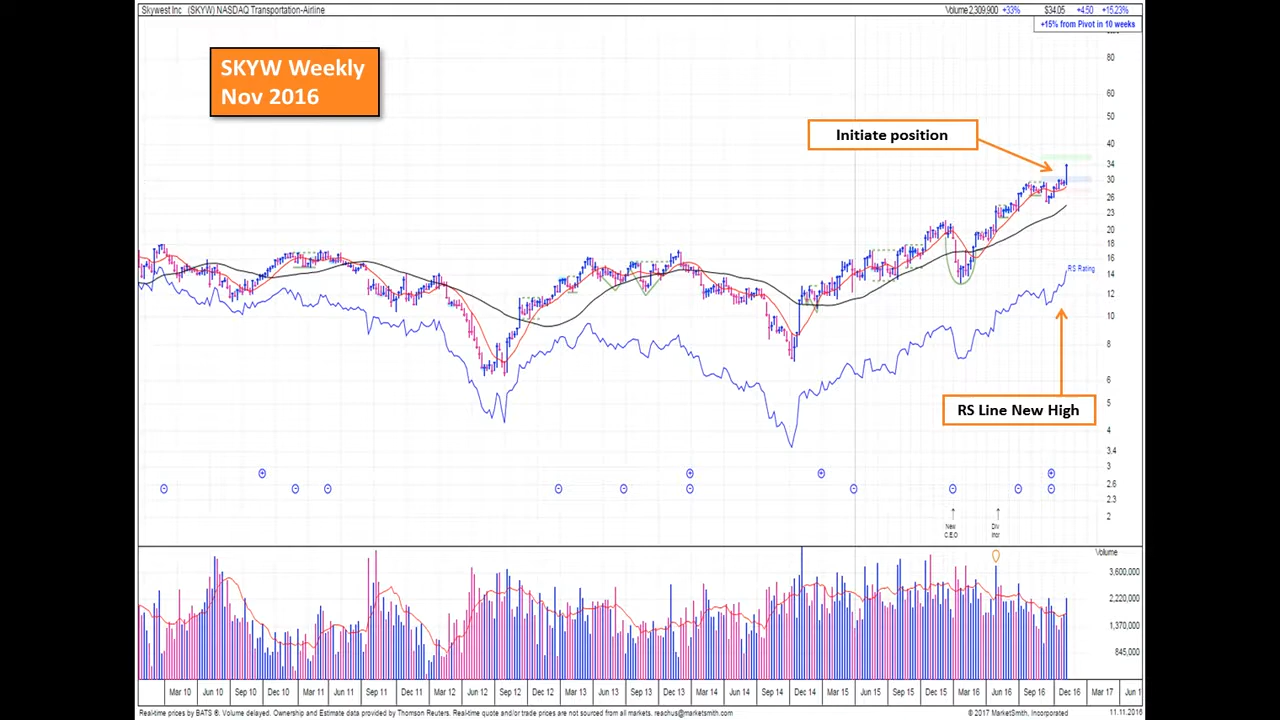 Skywest Inc (SKYW) NASDAQ Transportation-Airline
Volume 2,309,900 +33% $34.05 +4.50 +15.23%
+15% from Pivot in 10 weeks
SKYW Weekly
Nov 2016
Initiate position
RS Rating
RS Line New High
80
60
50
40
34
30
26
23
20
18
16
14
12
10
8
6
5
4
3.4
3
2.6
2.3
2
New
C.E.O
Div
Incr
Volume
3,600,000
2,220,000
1,370,000
845,000
Mar 10 Jun 10 Sep 10 Dec 10 Mar 11 Jun 11 Sep 11 Dec 11 Mar 12 Jun 12 Sep 12 Dec 12 Mar 13 Jun 13 Sep 13 Dec 13 Mar 14 Jun 14 Sep 14 Dec 14 Mar 15 Jun 15 Sep 15 Dec 15 Mar 16 Jun 16 Sep 16 Dec 16 Mar 17 Jun 1
Real-time prices by BATS ®. Volume delayed. Ownership and Estimate data provided by Thomson Reuters. Real-time quote and/or trade prices are not sourced from all markets. reachus@marketsmith.com © 2017 MarketSmith, Incorporated 11.11.2016